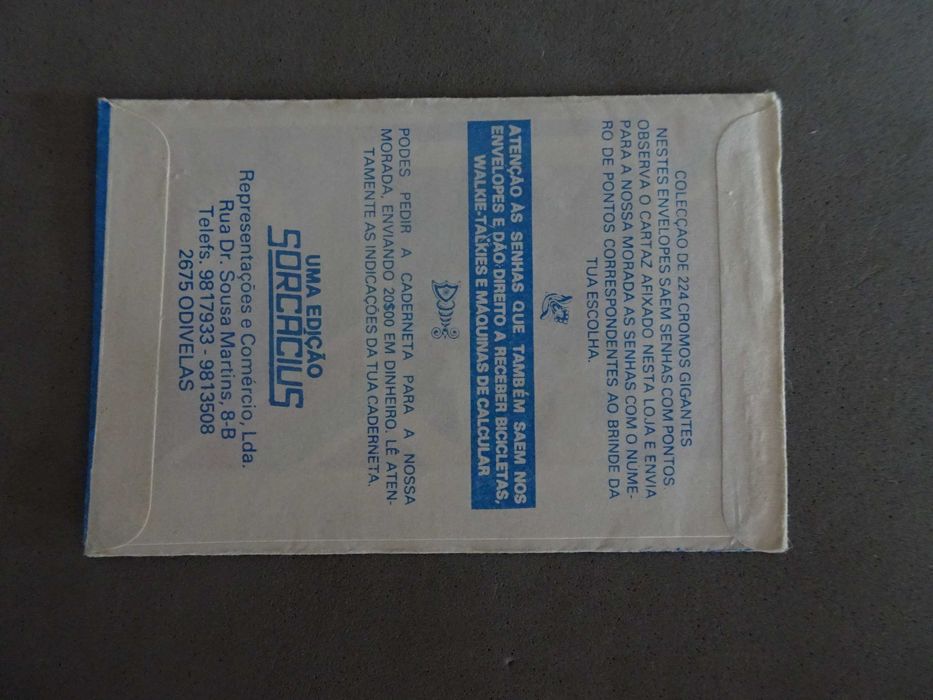 COLECÇÃO DE 224 CROMOS GIGANTES
NESTES ENVELOPES SAEM SENHAS COM PONTOS.
OBSERVA O CARTAZ AFIXADO NESTA LOJA E ENVIA
PARA A NOSSA MORADA AS SENHAS COM O NUME-
RO DE PONTOS CORRESPONDENTES AO BRINDE DA
TUA ESCOLHA.
ATENÇÃO ÀS SENHAS QUE TAMBÉM SAEM NOS
ENVELOPES E DÃO DIREITO A RECEBER BICICLETAS,
WALKIE-TALKIES E MÁQUINAS DE CALCULAR
PODES PEDIR A CADERNETA PARA A NOSSA
MORADA, ENVIANDO 20$00 EM DINHEIRO. LÊ ATEN-
TAMENTE AS INDICAÇÕES DA TUA CADERNETA.
UMA EDIÇÃO
SORCÁCIUS
Representações e Comércio, Lda.
Rua Dr. Sousa Martins, 8-B
Telefs. 9817933 - 9813508
2675 ODIVELAS